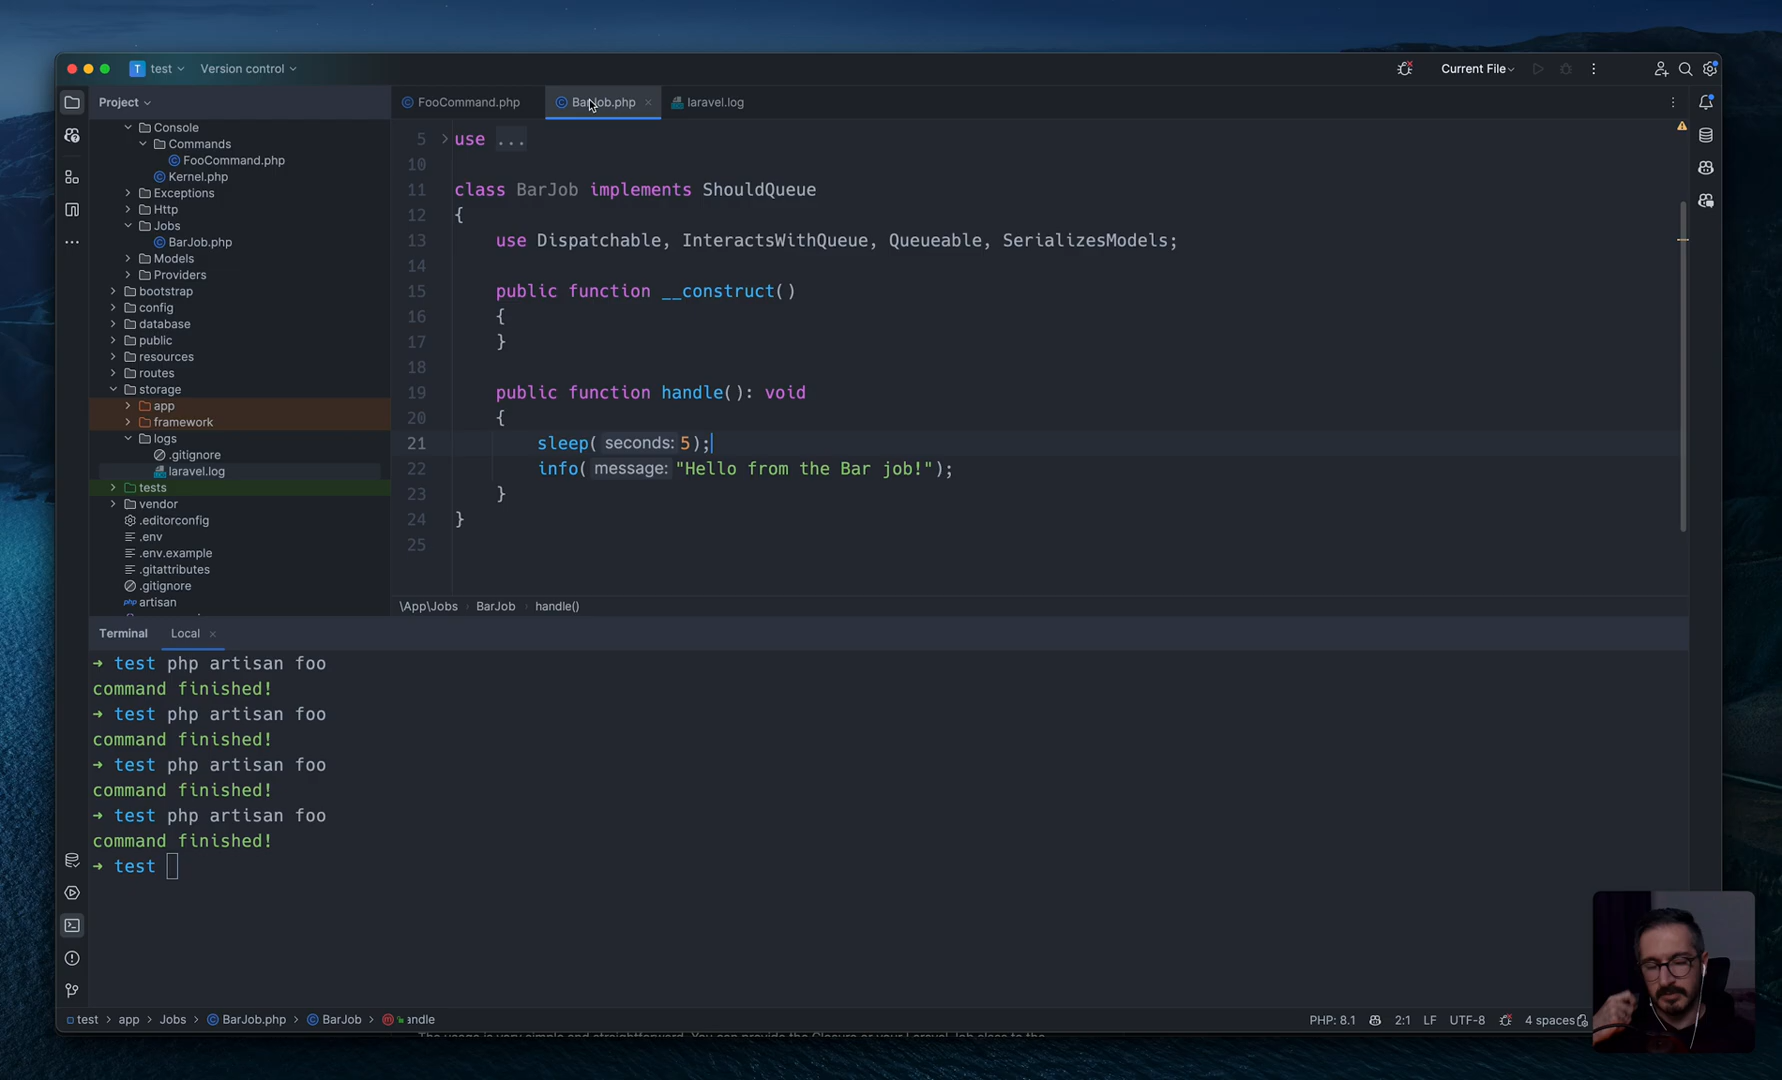 T test Version control Current File
Project
FooCommand.php BarJob.php laravel.log
Console
Commands
FooCommand.php
Kernel.php
Exceptions
Http
Jobs
BarJob.php
Models
Providers
bootstrap
config
database
public
resources
routes
storage
app
framework
logs
.gitignore
laravel.log
tests
vendor
.editorconfig
.env
.env.example
.gitattributes
.gitignore
php artisan
5 use ...
10
11 class BarJob implements ShouldQueue
12 {
13 use Dispatchable, InteractsWithQueue, Queueable, SerializesModels;
14
15 public function __construct()
16 {
17 }
18
19 public function handle(): void
20 {
21 sleep( seconds: 5);
22 info( message: "Hello from the Bar job!");
23 }
24 }
25
\App\Jobs BarJob handle()
Terminal Local
➜ test php artisan foo
command finished!
➜ test php artisan foo
command finished!
➜ test php artisan foo
command finished!
➜ test php artisan foo
command finished!
➜ test
test app Jobs BarJob.php BarJob m andle
PHP: 8.1 2:1 LF UTF-8 4 spaces